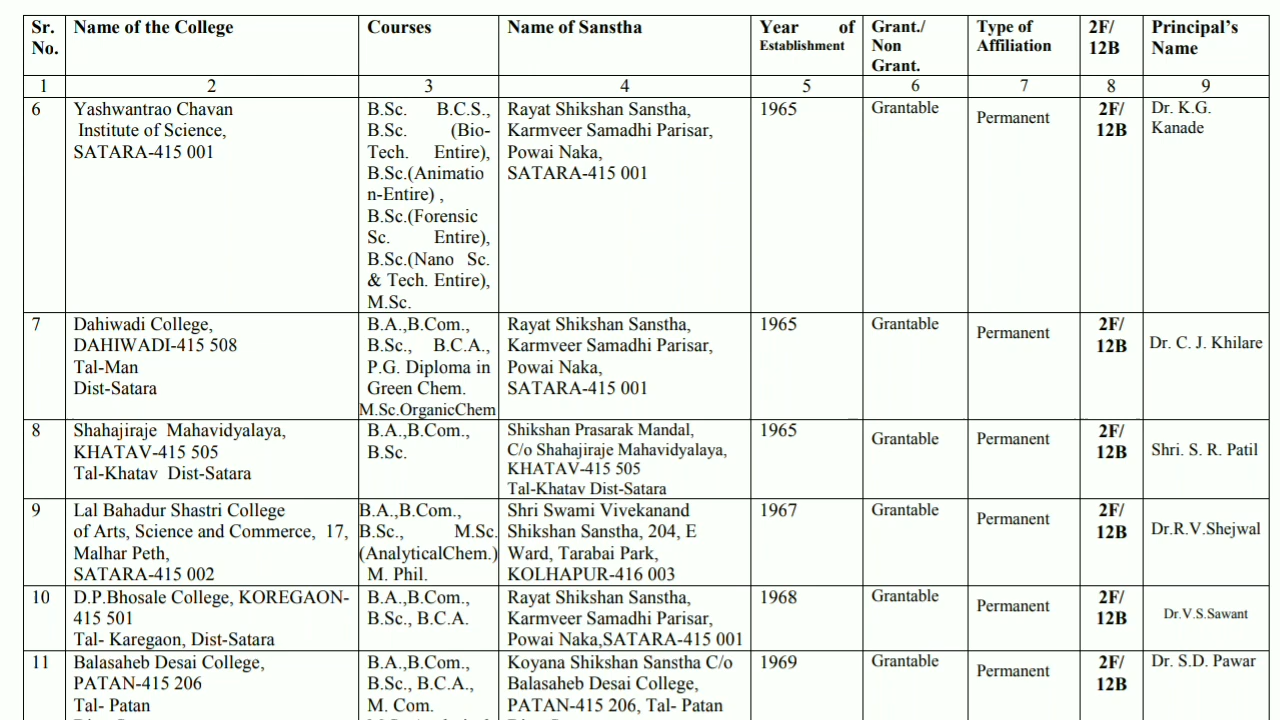 Sr. No. Name of the College Courses Name of Sanstha Year of Establishment Grant./ Non Grant. Type of Affiliation 2F/ 12B Principal's Name
1 2 3 4 5 6 7 8 9
6
Yashwantrao Chavan
Institute of Science,
SATARA-415 001
B.Sc. B.C.S.,
B.Sc. (Bio-
Tech. Entire),
B.Sc.(Animatio
n-Entire) ,
B.Sc.(Forensic
Sc. Entire),
B.Sc.(Nano Sc.
& Tech. Entire),
M.Sc.
Rayat Shikshan Sanstha,
Karmveer Samadhi Parisar,
Powai Naka,
SATARA-415 001
1965
Grantable
Permanent
2F/
12B
Dr. K.G.
Kanade
7
Dahiwadi College,
DAHIWADI-415 508
Tal-Man
Dist-Satara
B.A.,B.Com.,
B.Sc., B.C.A.,
P.G. Diploma in
Green Chem.
M.Sc.OrganicChem
Rayat Shikshan Sanstha,
Karmveer Samadhi Parisar,
Powai Naka,
SATARA-415 001
1965
Grantable
Permanent
2F/
12B
Dr. C. J. Khilare
8
Shahajiraje Mahavidyalaya,
KHATAV-415 505
Tal-Khatav Dist-Satara
B.A.,B.Com.,
B.Sc.
Shikshan Prasarak Mandal,
C/o Shahajiraje Mahavidyalaya,
KHATAV-415 505
Tal-Khatav Dist-Satara
1965
Grantable
Permanent
2F/
12B
Shri. S. R. Patil
9
Lal Bahadur Shastri College
of Arts, Science and Commerce, 17,
Malhar Peth,
SATARA-415 002
B.A.,B.Com.,
B.Sc., M.Sc.
(AnalyticalChem.)
M. Phil.
Shri Swami Vivekanand
Shikshan Sanstha, 204, E
Ward, Tarabai Park,
KOLHAPUR-416 003
1967
Grantable
Permanent
2F/
12B
Dr.R.V.Shejwal
10
D.P.Bhosale College, KOREGAON-
415 501
Tal- Karegaon, Dist-Satara
B.A.,B.Com.,
B.Sc., B.C.A.
Rayat Shikshan Sanstha,
Karmveer Samadhi Parisar,
Powai Naka,SATARA-415 001
1968
Grantable
Permanent
2F/
12B
Dr.V.S.Sawant
11
Balasaheb Desai College,
PATAN-415 206
Tal- Patan
B.A.,B.Com.,
B.Sc., B.C.A.,
M. Com.
Koyana Shikshan Sanstha C/o
Balasaheb Desai College,
PATAN-415 206, Tal- Patan
1969
Grantable
Permanent
2F/
12B
Dr. S.D. Pawar